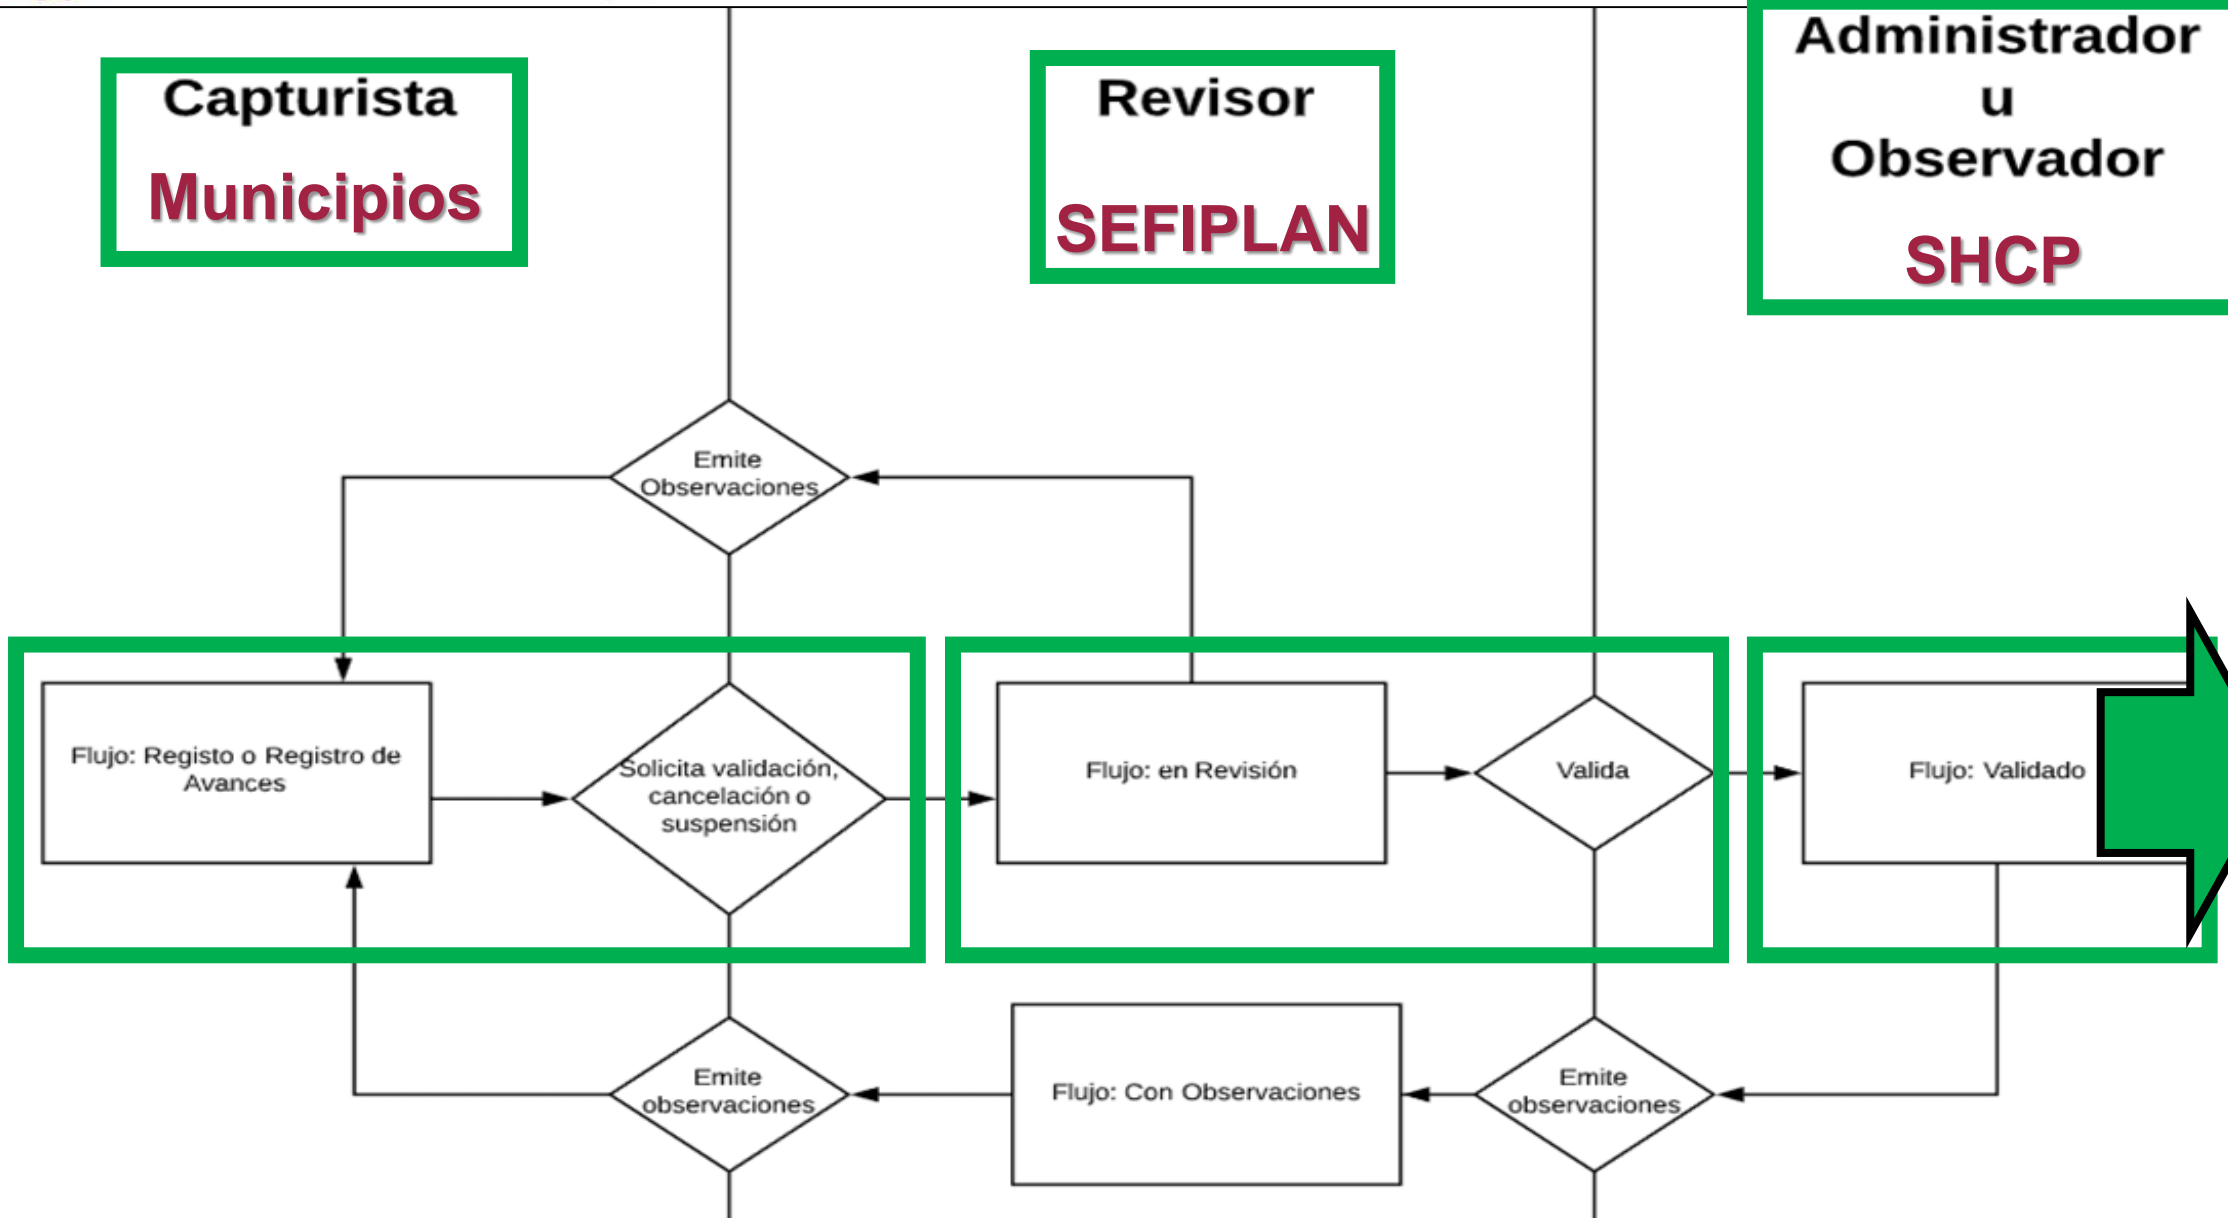 Capturista
Municipios
Revisor
SEFIPLAN
Administrador
u
Observador
SHCP
Emite
Observaciones
Flujo: Registo o Registro de
Avances
Solicita validación,
cancelación o
suspensión
Flujo: en Revisión
Valida
Flujo: Validado
Emite
observaciones
Flujo: Con Observaciones
Emite
observaciones